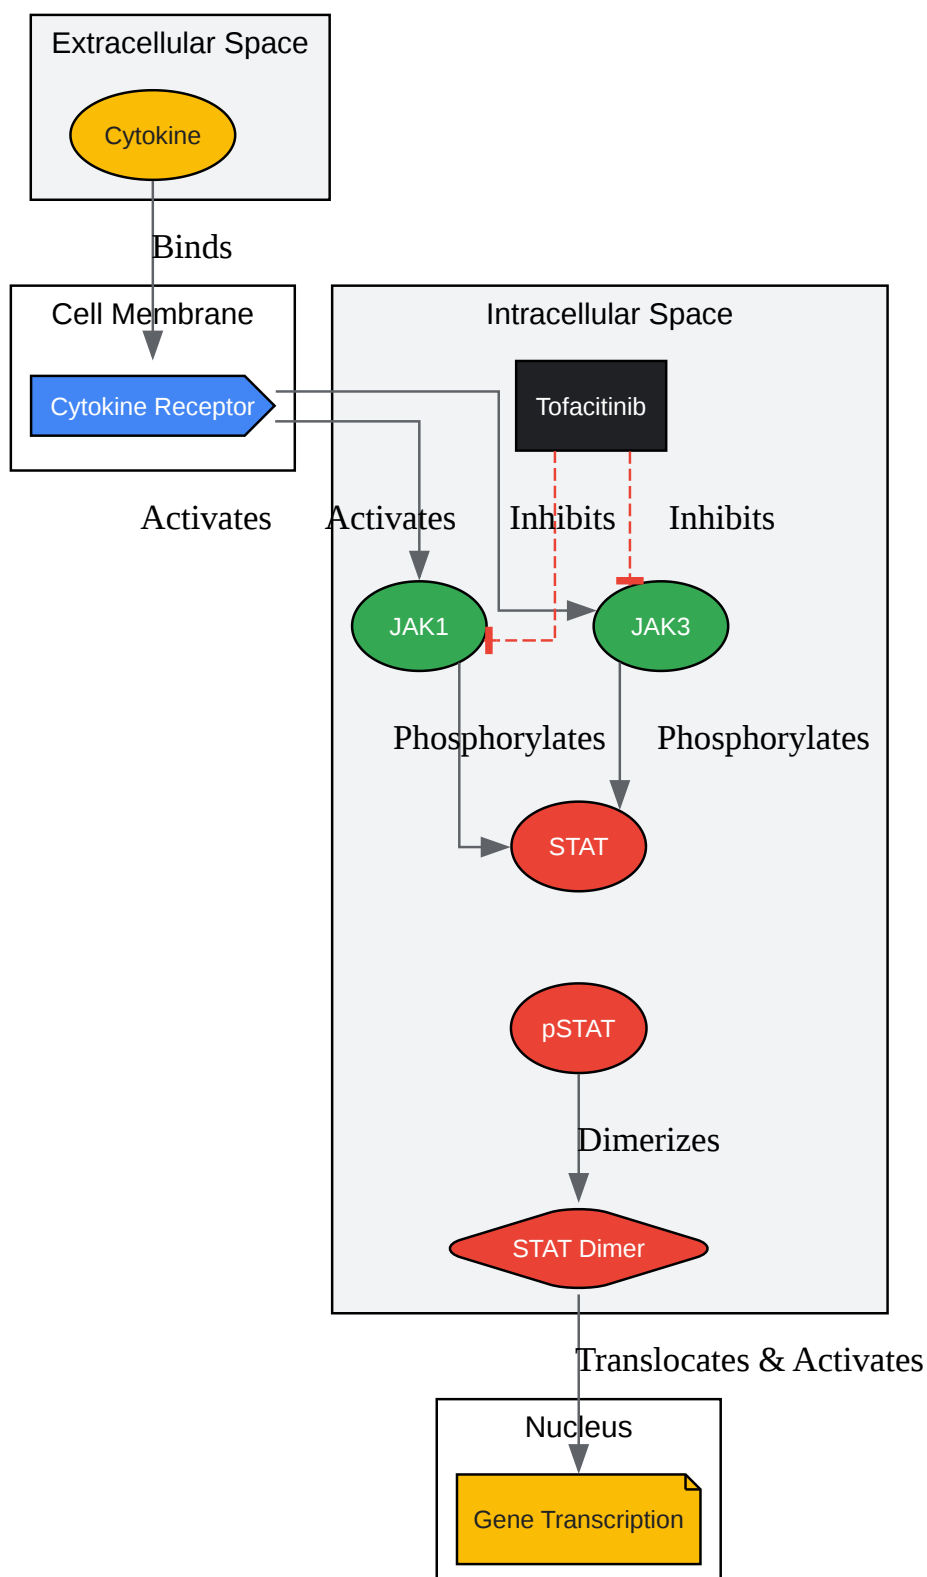 Extracellular Space
Cytokine
Binds
Cell Membrane
Intracellular Space
Cytokine Receptor
Tofacitinib
Activates
Activates
Inhibits
Inhibits
JAK1
JAK3
Phosphorylates
Phosphorylates
STAT
pSTAT
Dimerizes
STAT Dimer
Translocates & Activates
Nucleus
Gene Transcription